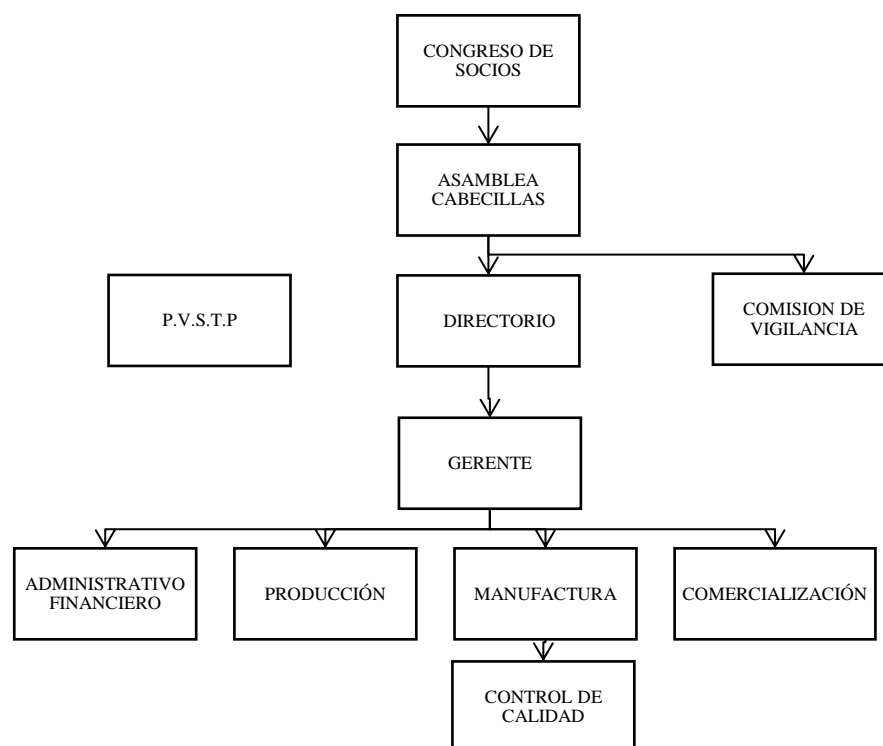 CONGRESO DE
SOCIOS
ASAMBLEA
CABECILLAS
P.V.S.T.P
DIRECTORIO
COMISION DE
VIGILANCIA
GERENTE
ADMINISTRATIVO
FINANCIERO
PRODUCCIÓN
MANUFACTURA
COMERCIALIZACIÓN
CONTROL DE
CALIDAD